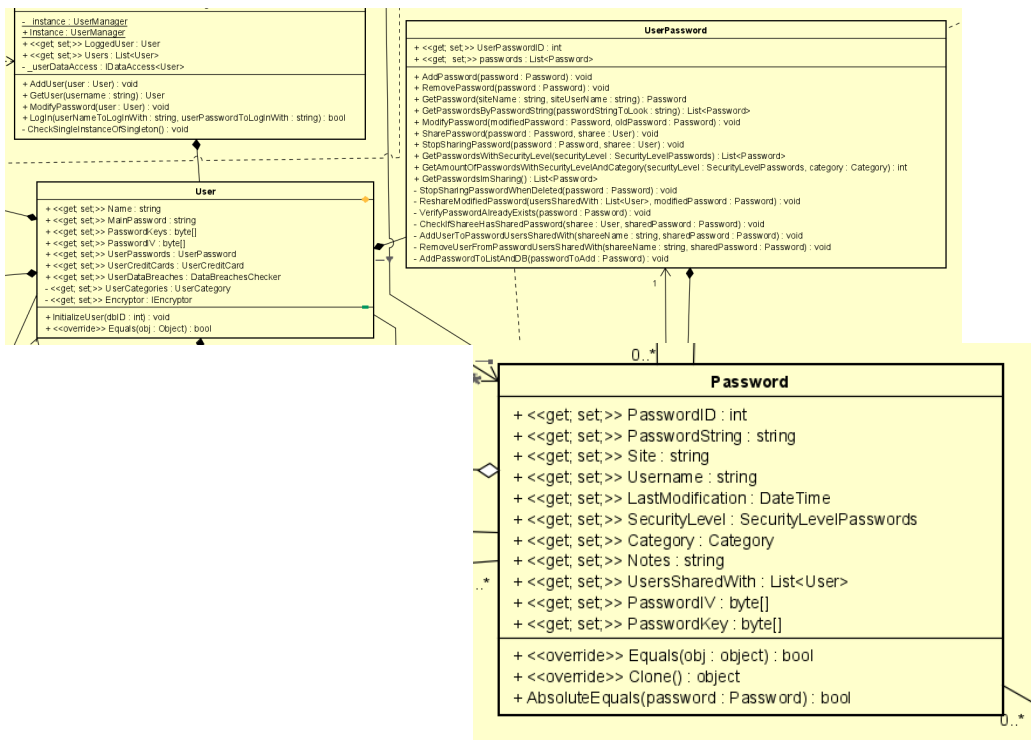 - _instance : UserManager
+ Instance : UserManager
+ <<get; set;>> LoggedUser : User
+ <<get; set;>> Users : List<User>
- _userDataAccess : IDataAccess<User>
+ AddUser(user : User) : void
+ GetUser(username : string) : User
+ ModifyPassword(user : User) : void
+ LogIn(userNameToLogInWith : string, userPasswordToLoginWith : string) : bool
- CheckSingleInstanceOfSingleton() : void
UserPassword
+ <<get; set;>> UserPasswordID : int
+ <<get; set;>> passwords : List<Password>
+ AddPassword(password : Password) : void
+ RemovePassword(password : Password) : void
+ GetPassword(siteName : string, siteUserName : string) : Password
+ GetPasswordsByPasswordString(passwordStringToLook : string) : List<Password>
+ ModifyPassword(modifiedPassword : Password, oldPassword : Password) : void
+ SharePassword(password : Password, sharee : User) : void
+ StopSharingPassword(password : Password, sharee : User) : void
+ GetPasswordsWithSecurityLevel(securityLevel : SecurityLevelPasswords) : List<Password>
+ GetAmountOfPasswordsWithSecurityLevelAndCategory(securityLevel : SecurityLevelPasswords, category : Category) : int
+ GetPasswordsImSharing() : List<Password>
- StopSharingPasswordWhenDeleted(password : Password) : void
- ReshareModifiedPassword(usersSharedWith : List<User>, modifiedPassword : Password) : void
- VerifyPasswordAlreadyExists(password : Password) : void
- CheckIfShareeHasSharedPassword(sharee : User, sharedPassword : Password) : void
- AddUserToPasswordUsersSharedWith(shareeName : string, sharedPassword : Password) : void
- RemoveUserFromPasswordUsersSharedWith(shareeName : string, sharedPassword : Password) : void
- AddPasswordToListAndDB(passwordToAdd : Password) : void
User
+ <<get; set;>> Name : string
+ <<get; set;>> MainPassword : string
+ <<get; set;>> PasswordKeys : byte[]
+ <<get; set;>> PasswordIV : byte[]
+ <<get; set;>> UserPasswords : UserPassword
+ <<get; set;>> UserCreditCards : UserCreditCard
+ <<get; set;>> UserDataBreaches : DataBreachesChecker
- <<get; set;>> UserCategories : UserCategory
- <<get; set;>> Encryptor : IEncryptor
+ InitializeUser(dbID : int) : void
+ <<override>> Equals(obj : Object) : bool
1
0..*
Password
+ <<get; set;>> PasswordID : int
+ <<get; set;>> PasswordString : string
+ <<get; set;>> Site : string
+ <<get; set;>> Username : string
+ <<get; set;>> LastModification : DateTime
+ <<get; set;>> SecurityLevel : SecurityLevelPasswords
+ <<get; set;>> Category : Category
+ <<get; set;>> Notes : string
+ <<get; set;>> UsersSharedWith : List<User>
+ <<get; set;>> PasswordIV : byte[]
+ <<get; set;>> PasswordKey : byte[]
+ <<override>> Equals(obj : object) : bool
+ <<override>> Clone() : object
+ AbsoluteEquals(password : Password) : bool
..*
0..*